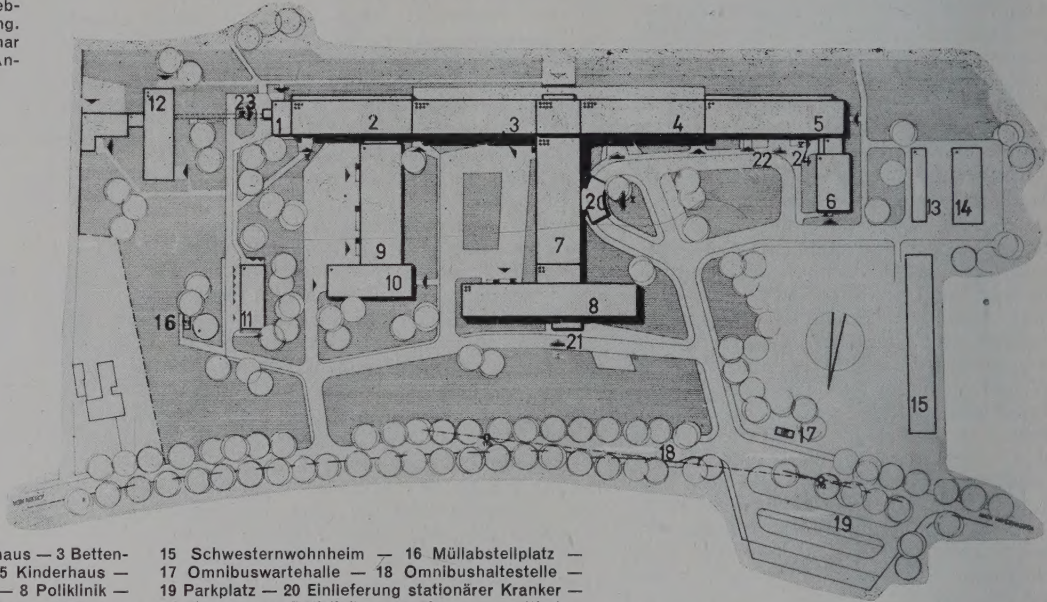 eb-
ng.
nar
An-
12
23
1
2
3
4
5
22
24
6
13
14
20
9
7
10
8
11
16
21
15
17
18
19
haus — 3 Betten-
5 Kinderhaus —
— 8 Poliklinik —
15 Schwesternwohnheim — 16 Müllabstellplatz —
17 Omnibuswartehalle — 18 Omnibushaltestelle —
19 Parkplatz — 20 Einlieferung stationärer Kranker —